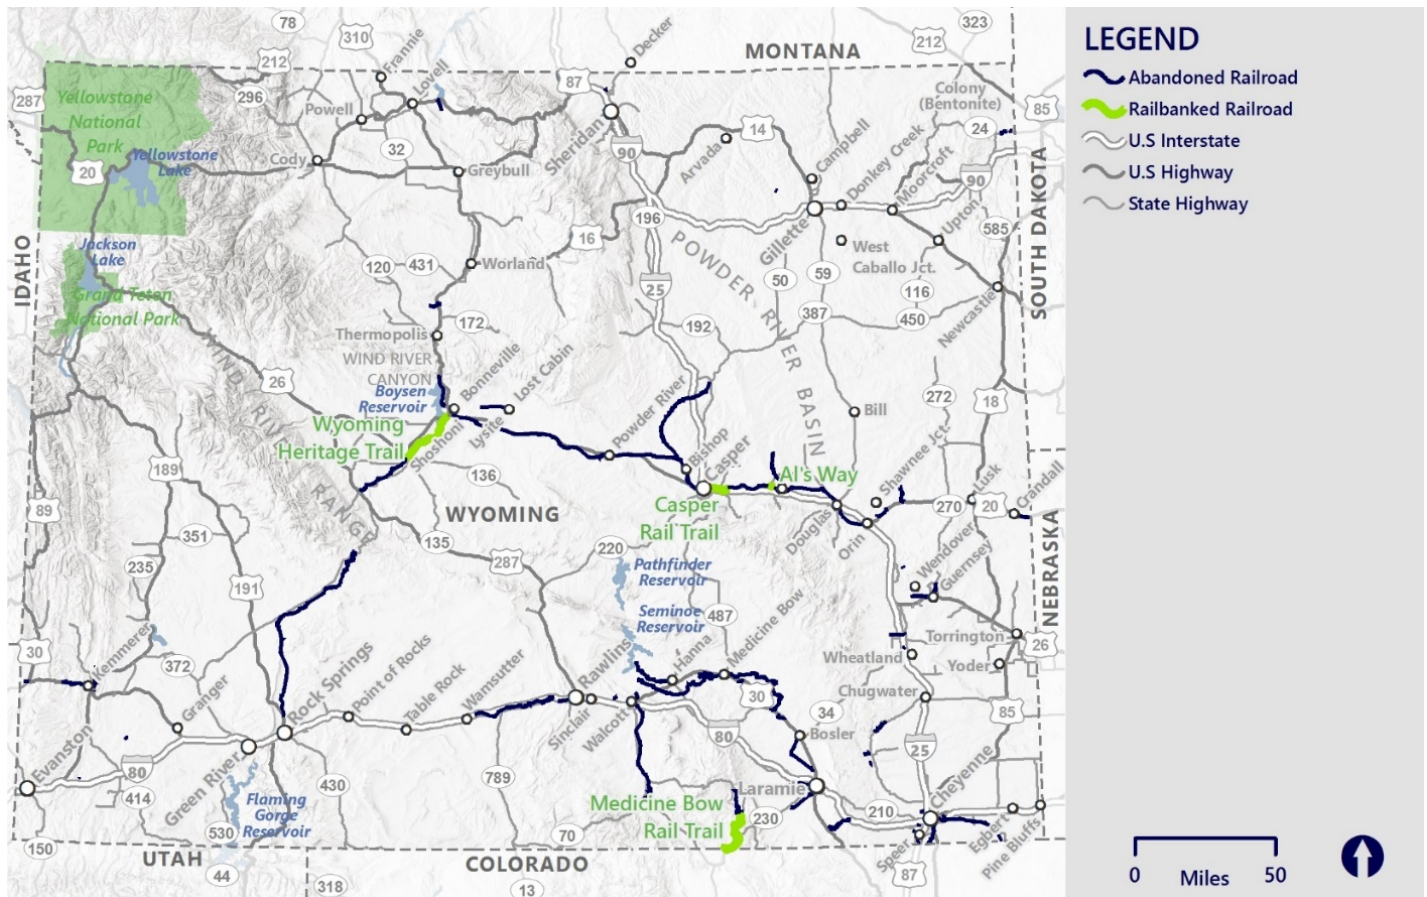 78
323
310
Frannie
Decker
212
MONTANA
212
LEGEND
Lovell
87
Abandoned Railroad
287
Yellowstone
National
Park
296
Powell
Colony
(Bentonite)
85
Railbanked Railroad
Sheridan
14
24
U.S Interstate
32
90
Arvada
Campbell
Donkey Creek
Moorcroft
Cody
20
Yellowstone
Lake
Greybull
90
U.S Highway
State Highway
196
Gillette
Upton
585
SOUTH DAKOTA
16
IDAHO
Jackson
Lake
West
Caballo Jct.
POWDER RIVER BASIN
120
431
Worland
50
59
25
116
Grand Teton
National Park
387
450
Newcastle
Thermopolis
172
192
WIND RIVER
CANYON
WIND RIVER RANGE
26
Boysen
Reservoir
Bonneville
Lost Cabin
Powder River
272
18
Bill
Wyoming
Heritage Trail
Shoshoni
Lysite
Bishop
Casper
Shawnee Jct.
Lusk
Crandall
189
136
Al's Way
89
WYOMING
Casper
Rail Trail
Douglas
Orin
270
20
351
135
220
287
Wendover
Guernsey
NEBRASKA
235
Pathfinder
Reservoir
191
Seminoe
Reservoir
487
Medicine Bow
30
Kemmerer
372
Torrington
26
Granger
Rock Springs
Point of Rocks
Table Rock
Wamsutter
Rawlins
Hanna
Wheatland
Yoder
30
Chugwater
85
Sinclair
Walcott
34
Bosler
80
25
Evanston
80
Green River
430
789
Cheyenne
414
Flaming
Gorge
Reservoir
Medicine Bow
Rail Trail
Laramie
230
210
530
70
150
Speer
Egbert
Pine Bluffs
UTAH
COLORADO
44
318
13
87
0 Miles 50